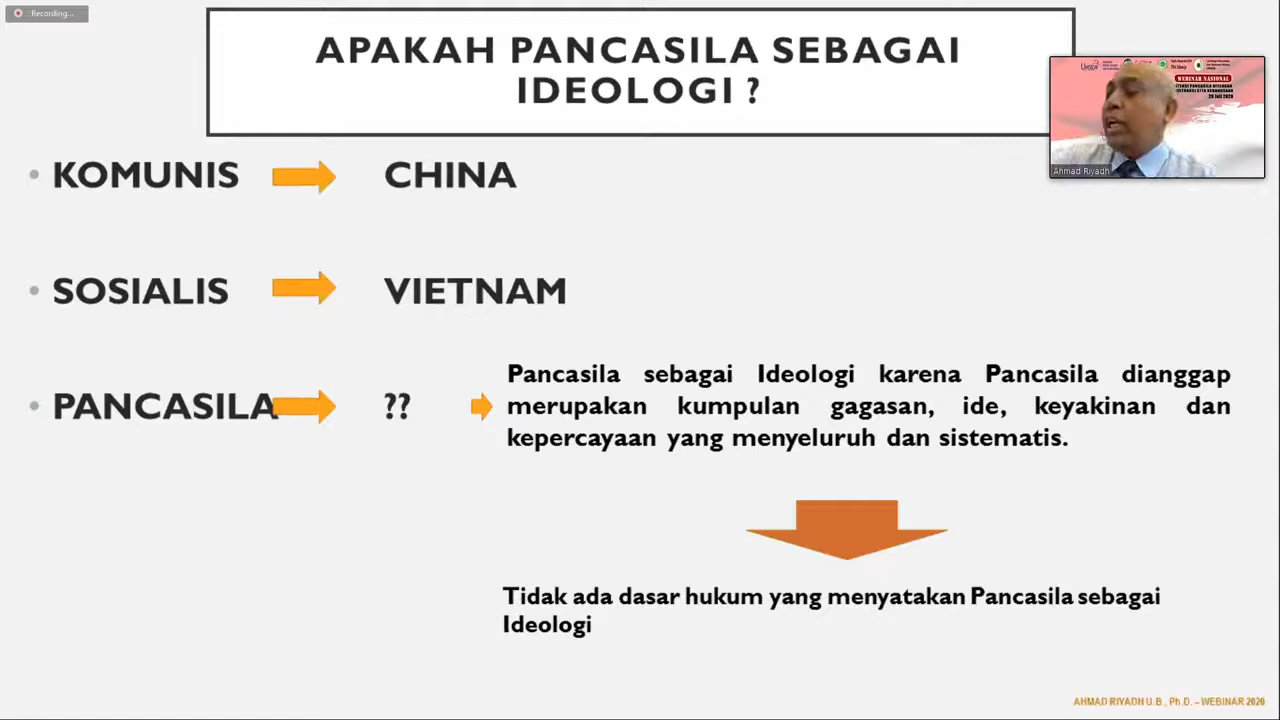 Recording...
APAKAH PANCASILA SEBAGAI
IDEOLOGI ?
WEBINAR NASIONAL
Ahmad Riyadh
• KOMUNIS CHINA
• SOSIALIS VIETNAM
• PANCASILA ??
Pancasila sebagai Ideologi karena Pancasila dianggap
merupakan kumpulan gagasan, ide, keyakinan dan
kepercayaan yang menyeluruh dan sistematis.
Tidak ada dasar hukum yang menyatakan Pancasila sebagai
Ideologi
AHMAD RIYADH U.B., Ph.D. – WEBINAR 2020